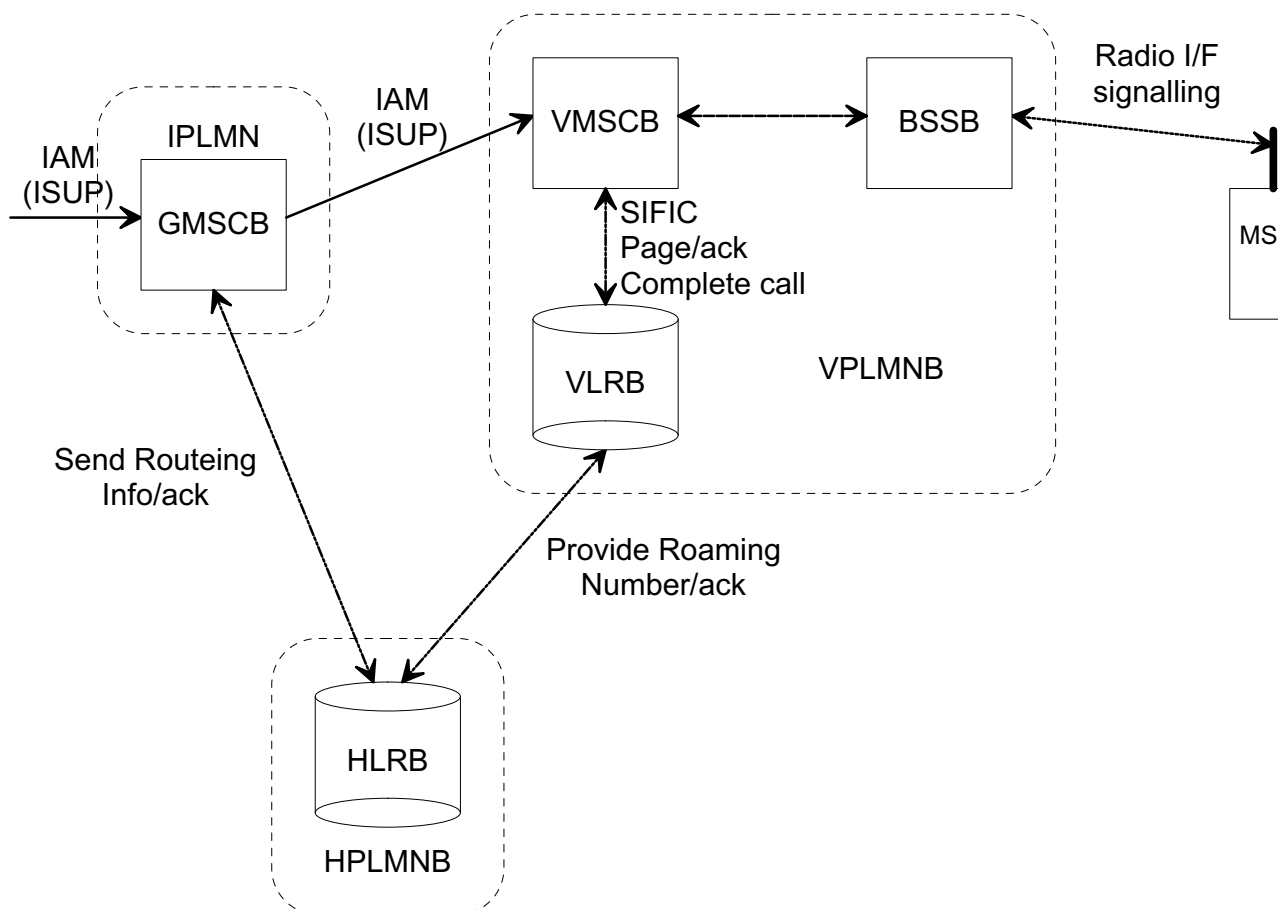 Radio I/F
signalling
IAM
(ISUP)
VMSCB
BSSB
IPLMN
IAM
(ISUP)
GMSCB
SIFIC
Page/ack
Complete call
MS
VLRB
VPLMNB
Send Routeing
Info/ack
Provide Roaming
Number/ack
HLRB
HPLMNB